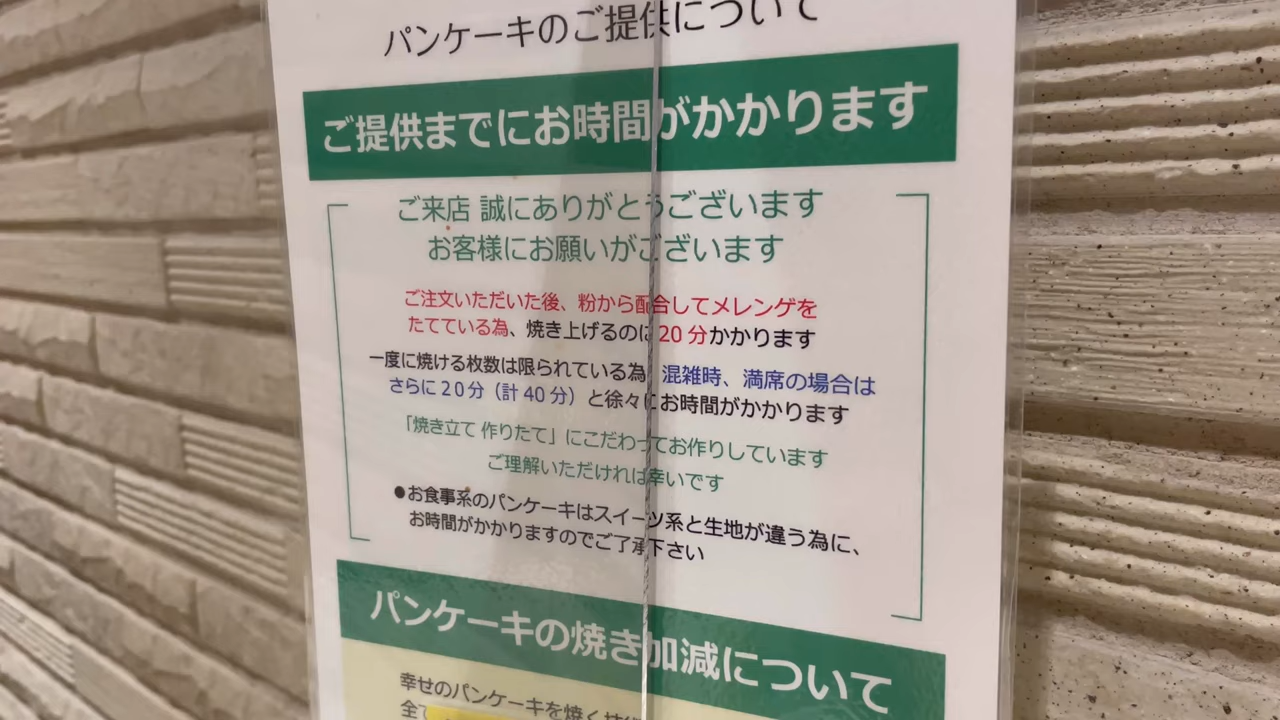 パンケーキのご提供について
ご提供までにお時間がかかります
ご来店 誠にありがとうございます
お客様にお願いがございます
ご注文いただいた後、粉から配合してメレンゲを
たてている為、焼き上げるのに20分かかります
一度に焼ける枚数は限られている為、混雑時、満席の場合は
さらに20分（計40分）と徐々にお時間がかかります
「焼き立て 作りたて」にこだわってお作りしています
ご理解いただければ幸いです
●お食事系のパンケーキはスイーツ系と生地が違う為に、
お時間がかかりますのでご了承下さい
パンケーキの焼き加減について
幸せのパンケーキを焼く
全て